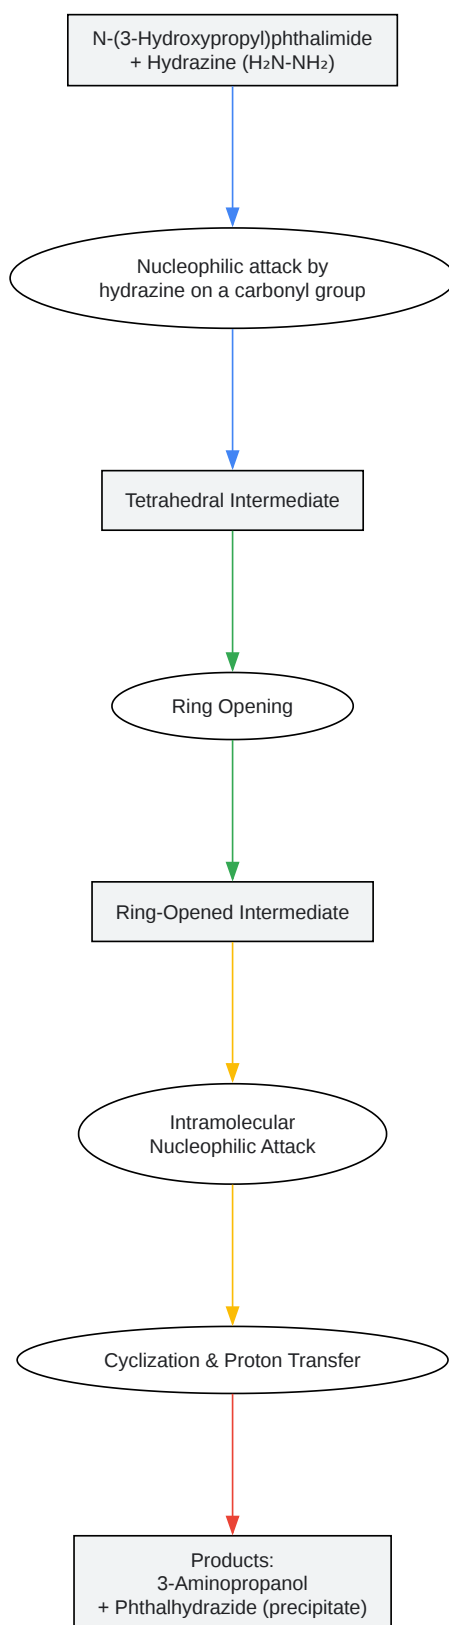 N-(3-Hydroxypropyl)phthalimide
+ Hydrazine (H₂N-NH₂)
Nucleophilic attack by
hydrazine on a carbonyl group
Tetrahedral Intermediate
Ring Opening
Ring-Opened Intermediate
Intramolecular
Nucleophilic Attack
Cyclization & Proton Transfer
Products:
3-Aminopropanol
+ Phthalhydrazide (precipitate)